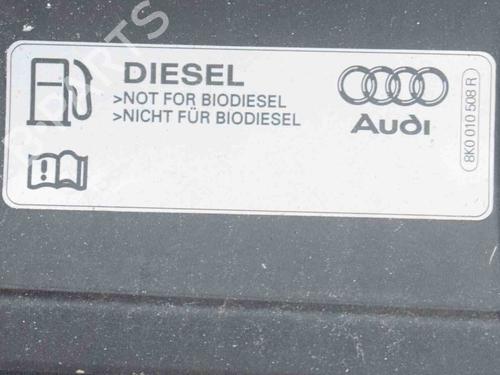 DIESEL
>NOT FOR BIODIESEL
>NICHT FÜR BIODIESEL
Audi
8K0 010 508 R